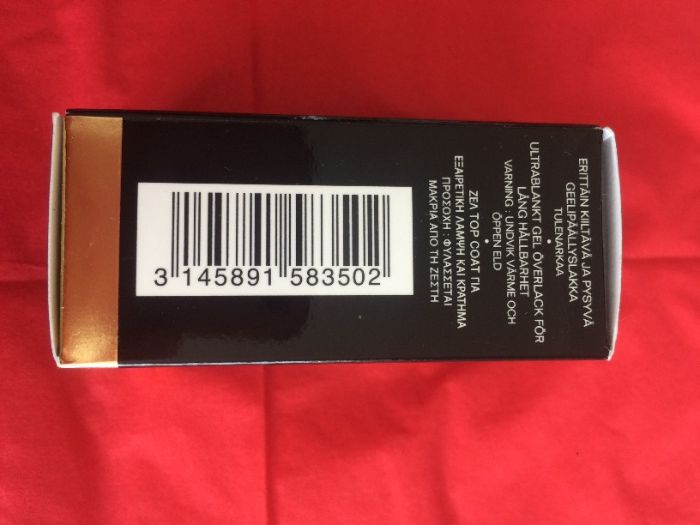 ERITTÄIN KIILTÄVÄ JA PYSYVÄ
GEELIPÄÄLLYSLAKKA
TULENARKAA
•
ULTRABLANKT GEL ÖVERLACK FÖR
LÅNG HÅLLBARHET
VARNING : UNDVIK VÄRME OCH
ÖPPEN ELD
•
ΖΕΛ TOP COAT ΓΙΑ
ΕΞΑΙΡΕΤΙΚΗ ΛΑΜΨΗ ΚΑΙ ΚΡΑΤΗΜΑ
ΠΡΟΣΟΧΗ : ΦΥΛΑΣΣΕΤΑΙ
ΜΑΚΡΙΑ ΑΠΟ ΤΗ ΖΕΣΤΗ
3 145891 583502